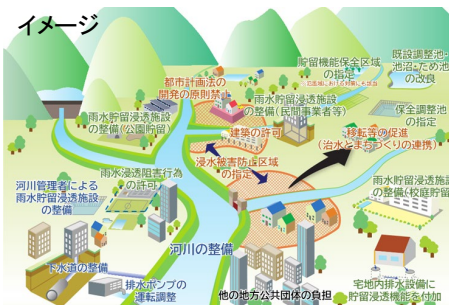 イメージ
都市計画法の
開発の原則禁止
貯留機能保全区域
の指定
既設調整池・
池沼・ため池
の改良
雨水貯留浸透施設
の整備(公園貯留)
雨水貯留浸透施設
の整備(民間事業者等)
保全調整池
の指定
建築の許可
移転等の促進
(治水とまちづくりの連携)
浸水被害防止区域
の指定
雨水浸透阻害行為
の許可
河川管理者による
雨水貯留浸透施設
の整備
雨水貯留浸透施設
の整備(校庭貯留)
河川の整備
下水道の整備
排水ポンプの
運転調整
他の地方公共団体の負担
宅地内排水設備に
貯留浸透機能を付加